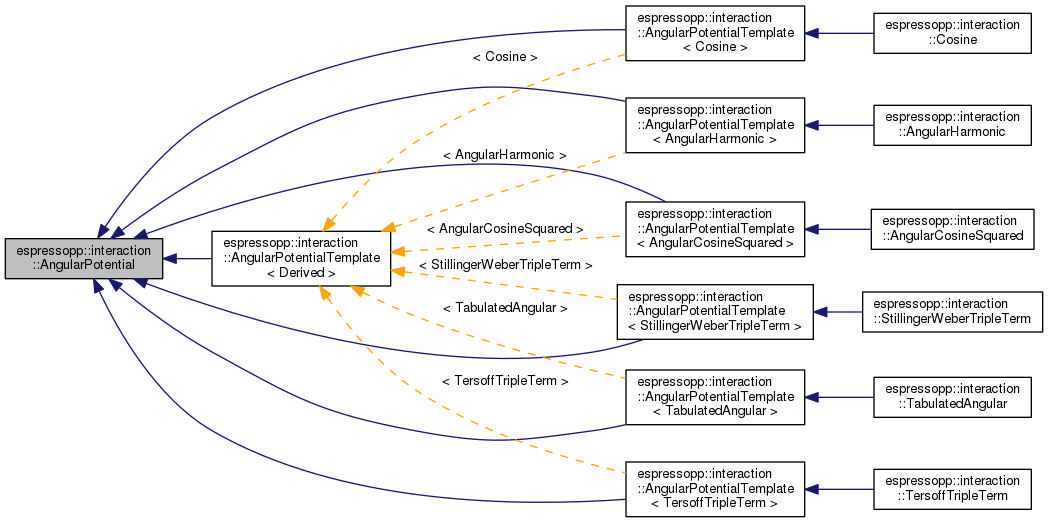 espressopp::interaction
::AngularPotential
espressopp::interaction
::AngularPotentialTemplate
< Derived >
< Cosine >
< AngularHarmonic >
< AngularCosineSquared >
< StillingerWeberTripleTerm >
< TabulatedAngular >
< TersoffTripleTerm >
espressopp::interaction
::AngularPotentialTemplate
< Cosine >
espressopp::interaction
::Cosine
espressopp::interaction
::AngularPotentialTemplate
< AngularHarmonic >
espressopp::interaction
::AngularHarmonic
espressopp::interaction
::AngularPotentialTemplate
< AngularCosineSquared >
espressopp::interaction
::AngularCosineSquared
espressopp::interaction
::AngularPotentialTemplate
< StillingerWeberTripleTerm >
espressopp::interaction
::StillingerWeberTripleTerm
espressopp::interaction
::AngularPotentialTemplate
< TabulatedAngular >
espressopp::interaction
::TabulatedAngular
espressopp::interaction
::AngularPotentialTemplate
< TersoffTripleTerm >
espressopp::interaction
::TersoffTripleTerm